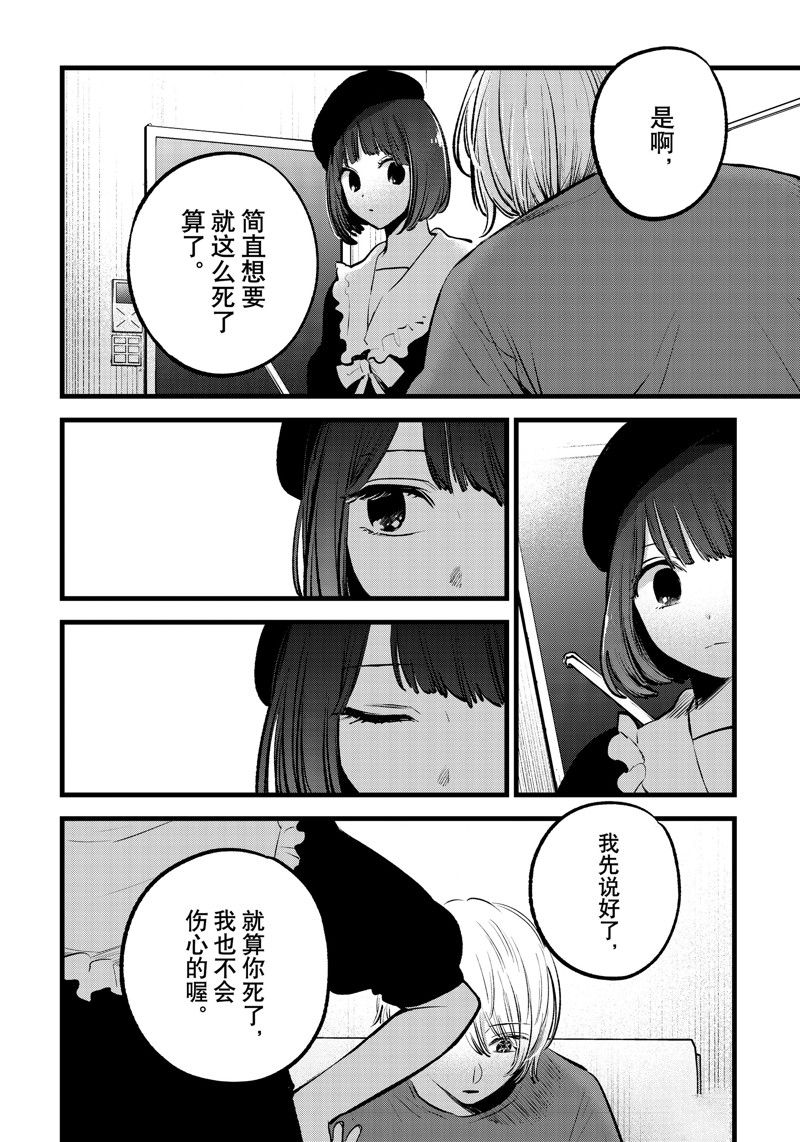 是啊，
简直想要
就这么死了
算了。
我先说好了，
就算你死了，
我也不会
伤心的喔。